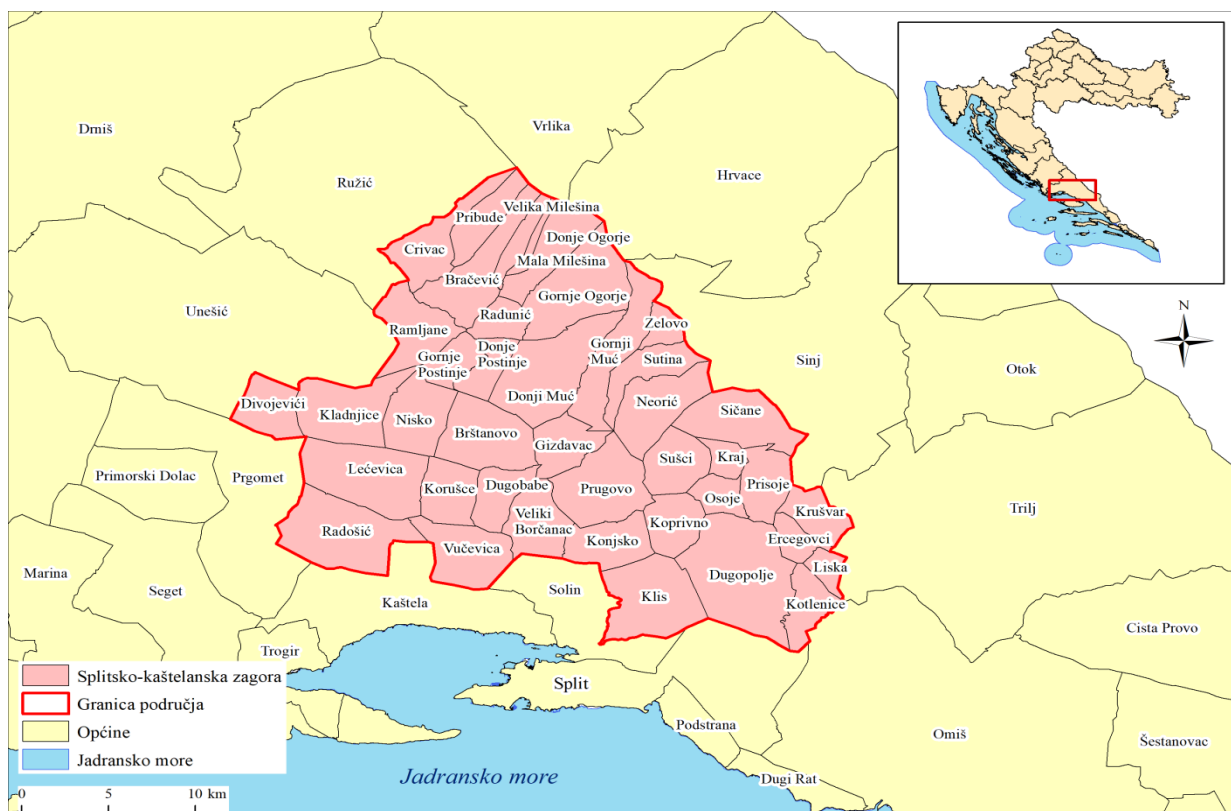 Drniš
Vrlika
Hrvace
Ružić
Velika Milešina
Pribude
Donje Ogorje
Crivac
Mala Milešina
Bračević
Gornje Ogorje
N
Unešić
Radunić
Zelovo
Ramljane
Donje
Postinje
Gornji
Muć
Gornje
Postinje
Sutina
Sinj
Otok
Donji Muć
Neorić
Divojevići
Kladnjice
Nisko
Sičane
Brštanovo
Gizdavac
Sušci
Kraj
Lećevica
Primorski Dolac
Prgomet
Korušce
Dugobabe
Prugovo
Osoje
Prisoje
Trilj
Veliki
Borčanac
Koprivno
Krušvar
Radošić
Konjsko
Ercegovci
Vučevica
Liska
Marina
Dugopolje
Seget
Solin
Klis
Kaštela
Kotlenice
Cista Provo
Trogir
Splitsko-kaštelanska zagora
Split
Granica područja
Podstrana
Općine
Omiš
Šestanovac
Jadransko more
Jadransko more
Dugi Rat
0 5 10 km